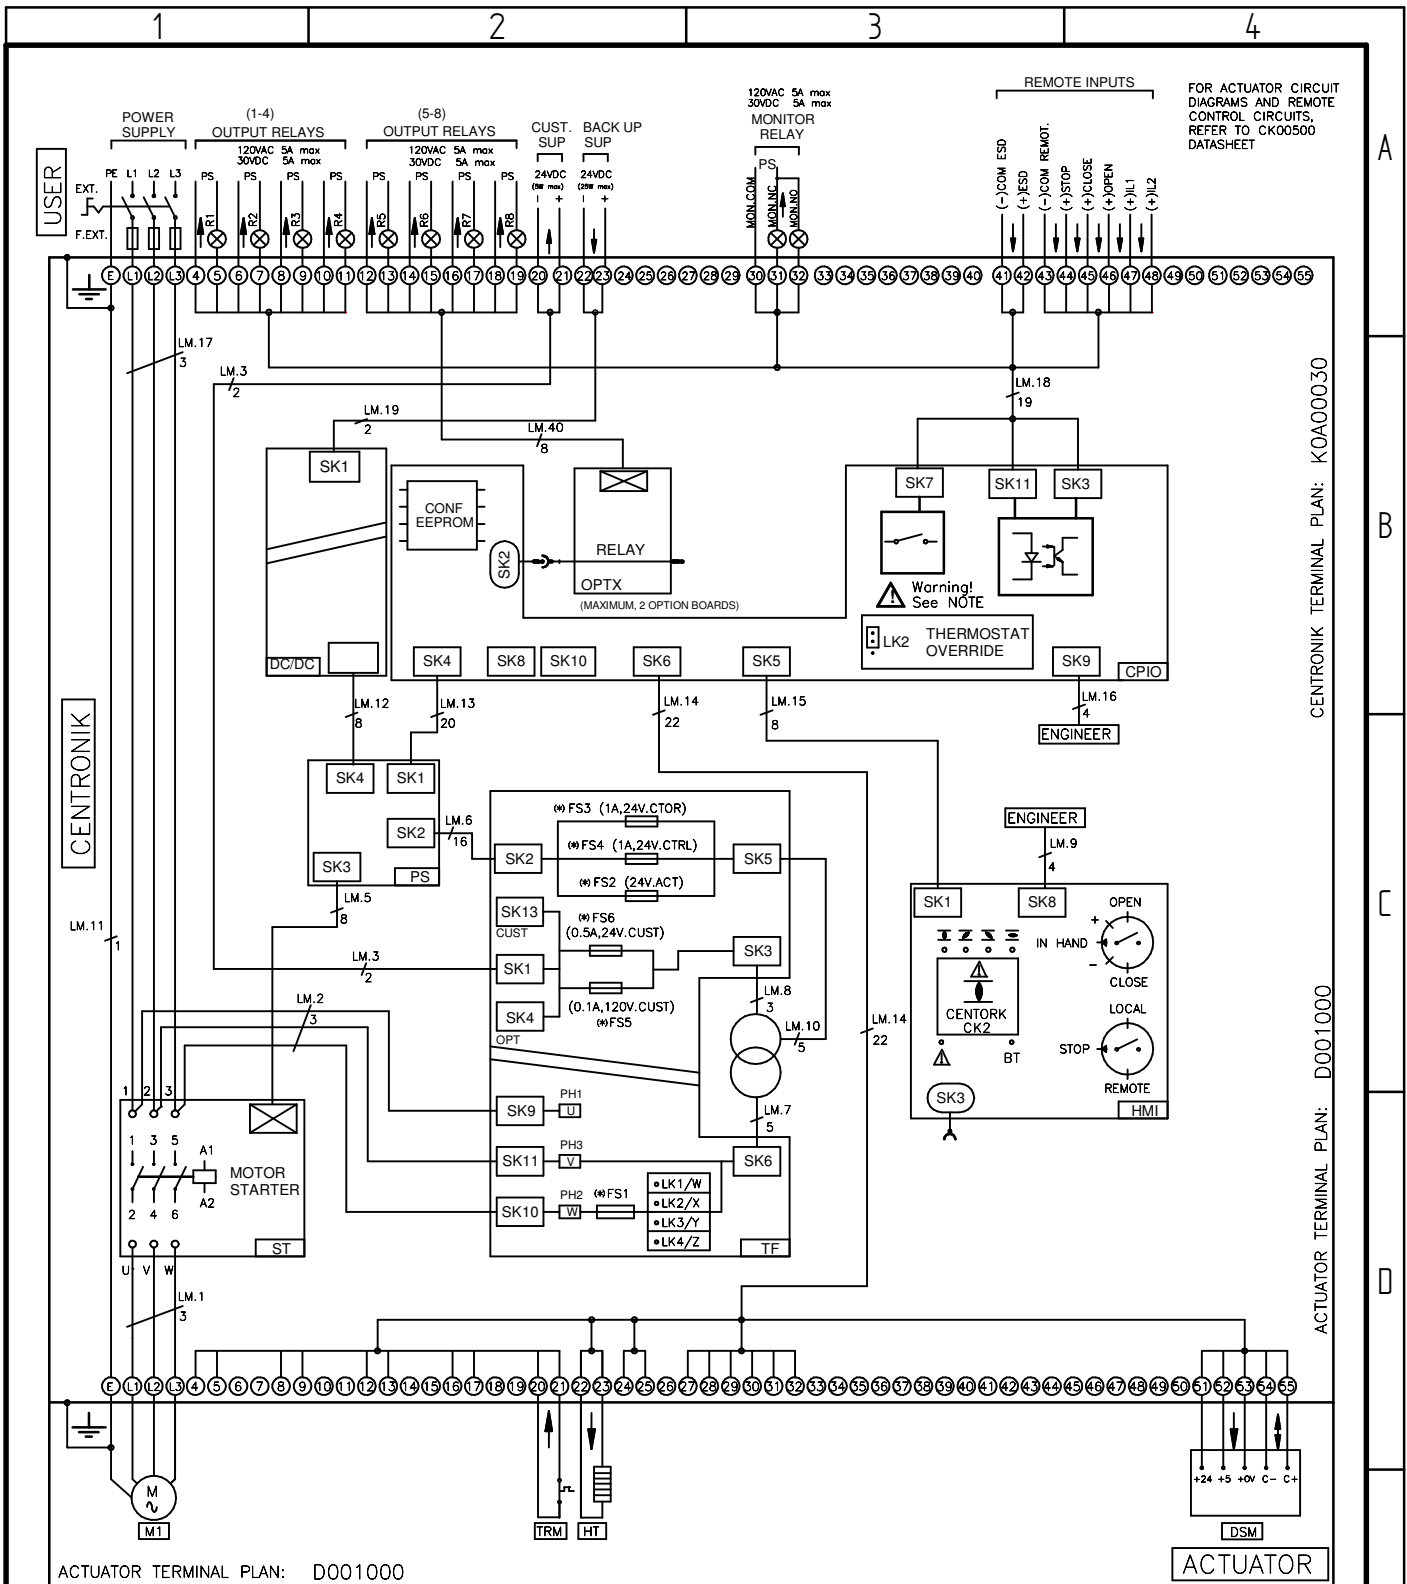 1 2 3 4
A
B
C
D
FOR ACTUATOR CIRCUIT
DIAGRAMS AND REMOTE
CONTROL CIRCUITS,
REFER TO CK00500
DATASHEET
USER
POWER
SUPPLY
PE L1 L2 L3
EXT.
F.EXT.
(1-4)
OUTPUT RELAYS
120VAC 5A max
30VDC 5A max
PS PS PS PS
R1 R2 R3 R4
(5-8)
OUTPUT RELAYS
120VAC 5A max
30VDC 5A max
PS PS PS PS
R5 R6 R7 R8
CUST.
SUP
24VDC
(5W max)
- +
BACK UP
SUP
24VDC
(25W max)
- +
120VAC 5A max
30VDC 5A max
MONITOR
RELAY
PS
MON.COM
MON.NC
MON.NO
REMOTE INPUTS
(-)COM ESD
(+)ESD
(-)COM REMOT.
(+)STOP
(+)CLOSE
(+)OPEN
(+)IL1
(+)IL2
E L1 L2 L3 4 5 6 7 8 9 10 11 12 13 14 15 16 17 18 19 20 21 22 23 24 25 26 27 28 29 30 31 32 33 34 35 36 37 38 39 40 41 42 43 44 45 46 47 48 49 50 51 52 53 54 55
LM.17
3
LM.3
2
LM.19
2
LM.40
8
LM.18
19
CENTRONIK TERMINAL PLAN: K0A00030
SK1
DC/DC
CONF
EEPROM
SK2
RELAY
OPTX
(MAXIMUM, 2 OPTION BOARDS)
SK7
SK11
SK3
Warning!
See NOTE
LK2
THERMOSTAT
OVERRIDE
SK4
SK8
SK10
SK6
SK5
SK9
CPIO
LM.12
8
LM.13
20
LM.14
22
LM.15
8
LM.16
4
ENGINEER
CENTRONIK
SK4
SK1
SK2
SK3
PS
LM.6
16
LM.5
8
(*)FS3 (1A,24V.CTOR)
(*)FS4 (1A,24V.CTRL)
(*)FS2 (24V.ACT)
SK2
SK5
SK13
CUST
(*)FS6
(0.5A,24V.CUST)
SK1
SK3
SK4
OPT
(0.1A,120V.CUST)
(*)FS5
LM.8
3
LM.10
5
LM.7
5
LM.14
22
LM.11
1
LM.3
2
LM.2
3
SK9
PH1
U
SK11
PH3
V
SK10
PH2
W
(*)FS1
SK6
LK1/W
LK2/X
LK3/Y
LK4/Z
TF
ENGINEER
LM.9
4
SK1
SK8
OPEN
+
IN HAND
-
CLOSE
CENTORK
CK2
BT
LOCAL
STOP
REMOTE
SK3
HMI
1 2 3
1 3 5
A1
A2
2 4 6
MOTOR
STARTER
ST
U V W
LM.1
3
ACTUATOR TERMINAL PLAN: D001000
E L1 L2 L3 4 5 6 7 8 9 10 11 12 13 14 15 16 17 18 19 20 21 22 23 24 25 26 27 28 29 30 31 32 33 34 35 36 37 38 39 40 41 42 43 44 45 46 47 48 49 50 51 52 53 54 55
M
M1
TRM
HT
+24 +5 +0V C- C+
DSM
ACTUATOR TERMINAL PLAN: D001000
ACTUATOR